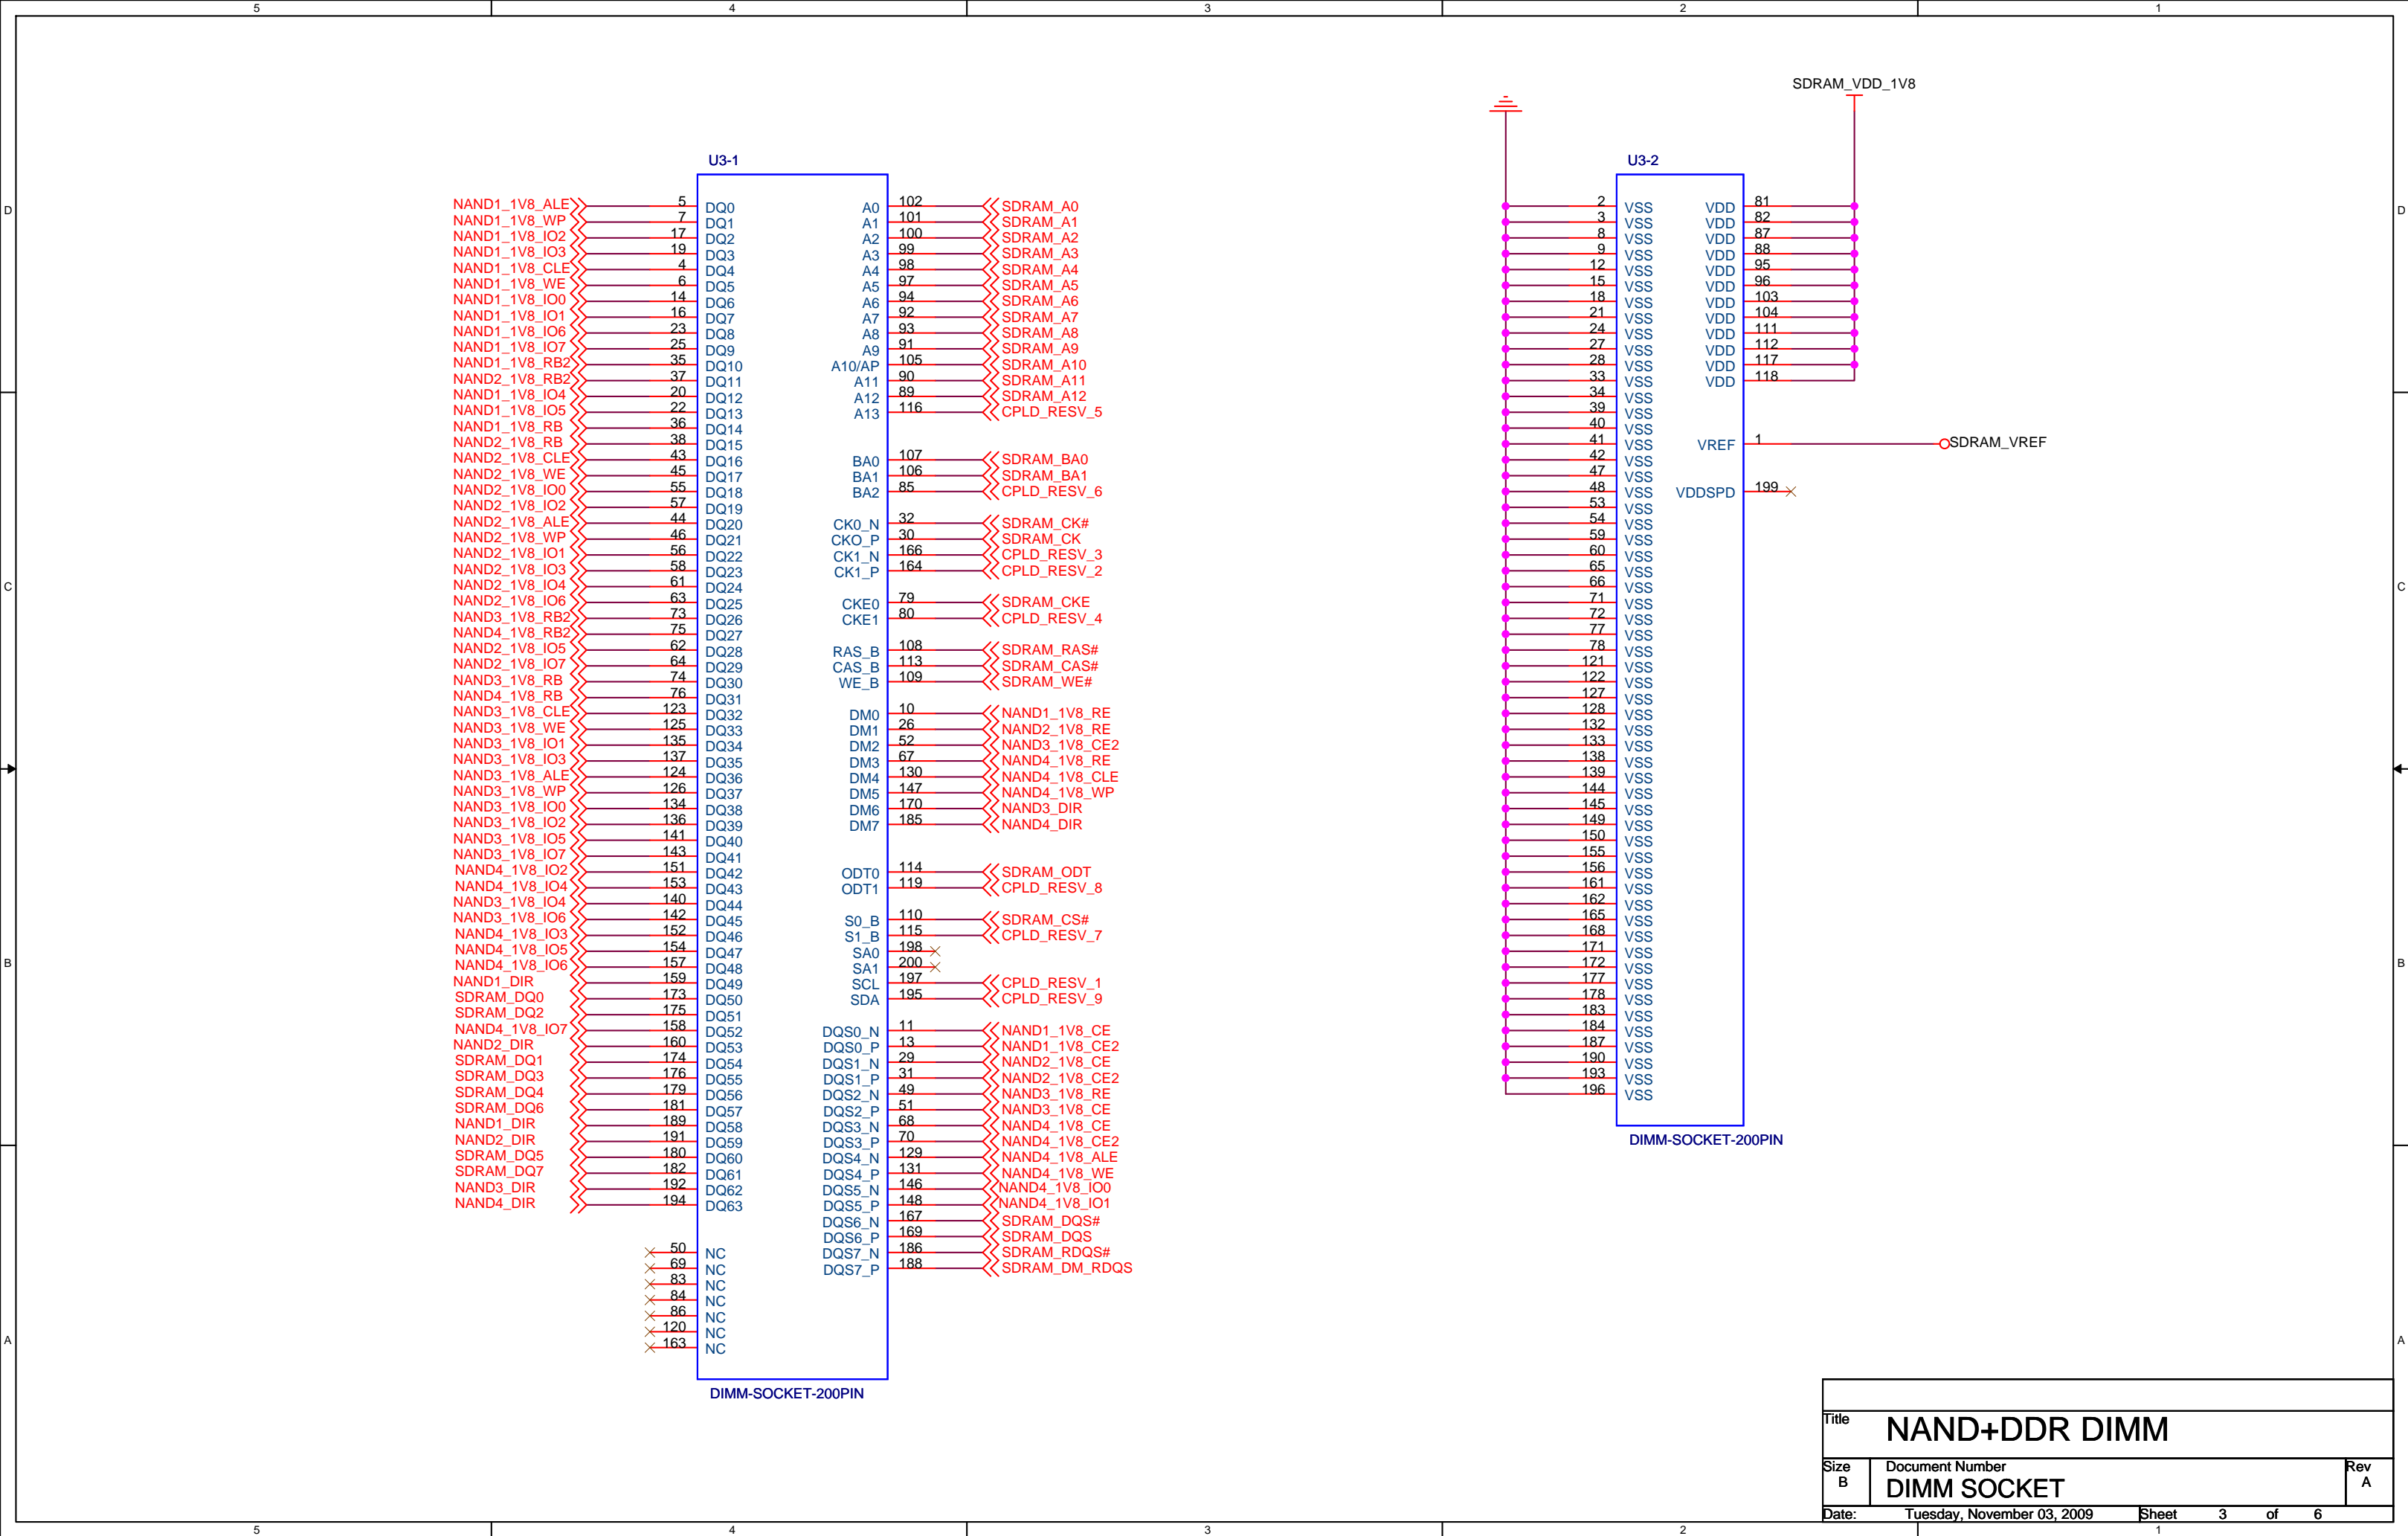 5 4 3 2 1
SDRAM_VDD_1V8
U3-1
U3-2
NAND1_1V8_ALE 5 DQ0 A0 102 SDRAM_A0 2 VSS VDD 81
NAND1_1V8_WP 7 DQ1 A1 101 SDRAM_A1 3 VSS VDD 82
D D
NAND1_1V8_IO2 17 DQ2 A2 100 SDRAM_A2 8 VSS VDD 87
NAND1_1V8_IO3 19 DQ3 A3 99 SDRAM_A3 9 VSS VDD 88
NAND1_1V8_CLE 4 DQ4 A4 98 SDRAM_A4 12 VSS VDD 95
NAND1_1V8_WE 6 DQ5 A5 97 SDRAM_A5 15 VSS VDD 96
NAND1_1V8_IO0 14 DQ6 A6 94 SDRAM_A6 18 VSS VDD 103
NAND1_1V8_IO1 16 DQ7 A7 92 SDRAM_A7 21 VSS VDD 104
NAND1_1V8_IO6 23 DQ8 A8 93 SDRAM_A8 24 VSS VDD 111
NAND1_1V8_IO7 25 DQ9 A9 91 SDRAM_A9 27 VSS VDD 112
NAND1_1V8_RB2 35 DQ10 A10/AP 105 SDRAM_A10 28 VSS VDD 117
NAND2_1V8_RB2 37 DQ11 A11 90 SDRAM_A11 33 VSS VDD 118
NAND1_1V8_IO4 20 DQ12 A12 89 SDRAM_A12 34 VSS
NAND1_1V8_IO5 22 DQ13 A13 116 CPLD_RESV_5 39 VSS
NAND1_1V8_RB 36 DQ14 40 VSS
NAND2_1V8_RB 38 DQ15 41 VSS VREF 1 SDRAM_VREF
NAND2_1V8_CLE 43 DQ16 BA0 107 SDRAM_BA0 42 VSS
NAND2_1V8_WE 45 DQ17 BA1 106 SDRAM_BA1 47 VSS
NAND2_1V8_IO0 55 DQ18 BA2 85 CPLD_RESV_6 48 VSS VDDSPD 199
NAND2_1V8_IO2 57 DQ19 53 VSS
NAND2_1V8_ALE 44 DQ20 CK0_N 32 SDRAM_CK# 54 VSS
NAND2_1V8_WP 46 DQ21 CKO_P 30 SDRAM_CK 59 VSS
NAND2_1V8_IO1 56 DQ22 CK1_N 166 CPLD_RESV_3 60 VSS
NAND2_1V8_IO3 58 DQ23 CK1_P 164 CPLD_RESV_2 65 VSS
C C
NAND2_1V8_IO4 61 DQ24 66 VSS
NAND2_1V8_IO6 63 DQ25 CKE0 79 SDRAM_CKE 71 VSS
NAND3_1V8_RB2 73 DQ26 CKE1 80 CPLD_RESV_4 72 VSS
NAND4_1V8_RB2 75 DQ27 77 VSS
NAND2_1V8_IO5 62 DQ28 RAS_B 108 SDRAM_RAS# 78 VSS
NAND2_1V8_IO7 64 DQ29 CAS_B 113 SDRAM_CAS# 121 VSS
NAND3_1V8_RB 74 DQ30 WE_B 109 SDRAM_WE# 122 VSS
NAND4_1V8_RB 76 DQ31 127 VSS
NAND3_1V8_CLE 123 DQ32 DM0 10 NAND1_1V8_RE 128 VSS
NAND3_1V8_WE 125 DQ33 DM1 26 NAND2_1V8_RE 132 VSS
NAND3_1V8_IO1 135 DQ34 DM2 52 NAND3_1V8_CE2 133 VSS
NAND3_1V8_IO3 137 DQ35 DM3 67 NAND4_1V8_RE 138 VSS
NAND3_1V8_ALE 124 DQ36 DM4 130 NAND4_1V8_CLE 139 VSS
NAND3_1V8_WP 126 DQ37 DM5 147 NAND4_1V8_WP 144 VSS
NAND3_1V8_IO0 134 DQ38 DM6 170 NAND3_DIR 145 VSS
NAND3_1V8_IO2 136 DQ39 DM7 185 NAND4_DIR 149 VSS
NAND3_1V8_IO5 141 DQ40 150 VSS
NAND3_1V8_IO7 143 DQ41 155 VSS
NAND4_1V8_IO2 151 DQ42 ODT0 114 SDRAM_ODT 156 VSS
NAND4_1V8_IO4 153 DQ43 ODT1 119 CPLD_RESV_8 161 VSS
NAND3_1V8_IO4 140 DQ44 162 VSS
NAND3_1V8_IO6 142 DQ45 S0_B 110 SDRAM_CS# 165 VSS
NAND4_1V8_IO3 152 DQ46 S1_B 115 CPLD_RESV_7 168 VSS
NAND4_1V8_IO5 154 DQ47 SA0 198 171 VSS
B B
NAND4_1V8_IO6 157 DQ48 SA1 200 172 VSS
NAND1_DIR 159 DQ49 SCL 197 CPLD_RESV_1 177 VSS
SDRAM_DQ0 173 DQ50 SDA 195 CPLD_RESV_9 178 VSS
SDRAM_DQ2 175 DQ51 183 VSS
NAND4_1V8_IO7 158 DQ52 DQS0_N 11 NAND1_1V8_CE 184 VSS
NAND2_DIR 160 DQ53 DQS0_P 13 NAND1_1V8_CE2 187 VSS
SDRAM_DQ1 174 DQ54 DQS1_N 29 NAND2_1V8_CE 190 VSS
SDRAM_DQ3 176 DQ55 DQS1_P 31 NAND2_1V8_CE2 193 VSS
SDRAM_DQ4 179 DQ56 DQS2_N 49 NAND3_1V8_RE 196 VSS
SDRAM_DQ6 181 DQ57 DQS2_P 51 NAND3_1V8_CE
NAND1_DIR 189 DQ58 DQS3_N 68 NAND4_1V8_CE
NAND2_DIR 191 DQ59 DQS3_P 70 NAND4_1V8_CE2 DIMM-SOCKET-200PIN
SDRAM_DQ5 180 DQ60 DQS4_N 129 NAND4_1V8_ALE
SDRAM_DQ7 182 DQ61 DQS4_P 131 NAND4_1V8_WE
NAND3_DIR 192 DQ62 DQS5_N 146 NAND4_1V8_IO0
NAND4_DIR 194 DQ63 DQS5_P 148 NAND4_1V8_IO1
DQS6_N 167 SDRAM_DQS#
DQS6_P 169 SDRAM_DQS
50 NC DQS7_N 186 SDRAM_RDQS#
69 NC DQS7_P 188 SDRAM_DM_RDQS
83 NC
84 NC
86 NC
120 NC
A A
163 NC
DIMM-SOCKET-200PIN
Title NAND+DDR DIMM
Size Document Number Rev
B DIMM SOCKET A
Date: Tuesday, November 03, 2009 Sheet 3 of 6
5 4 3 2 1